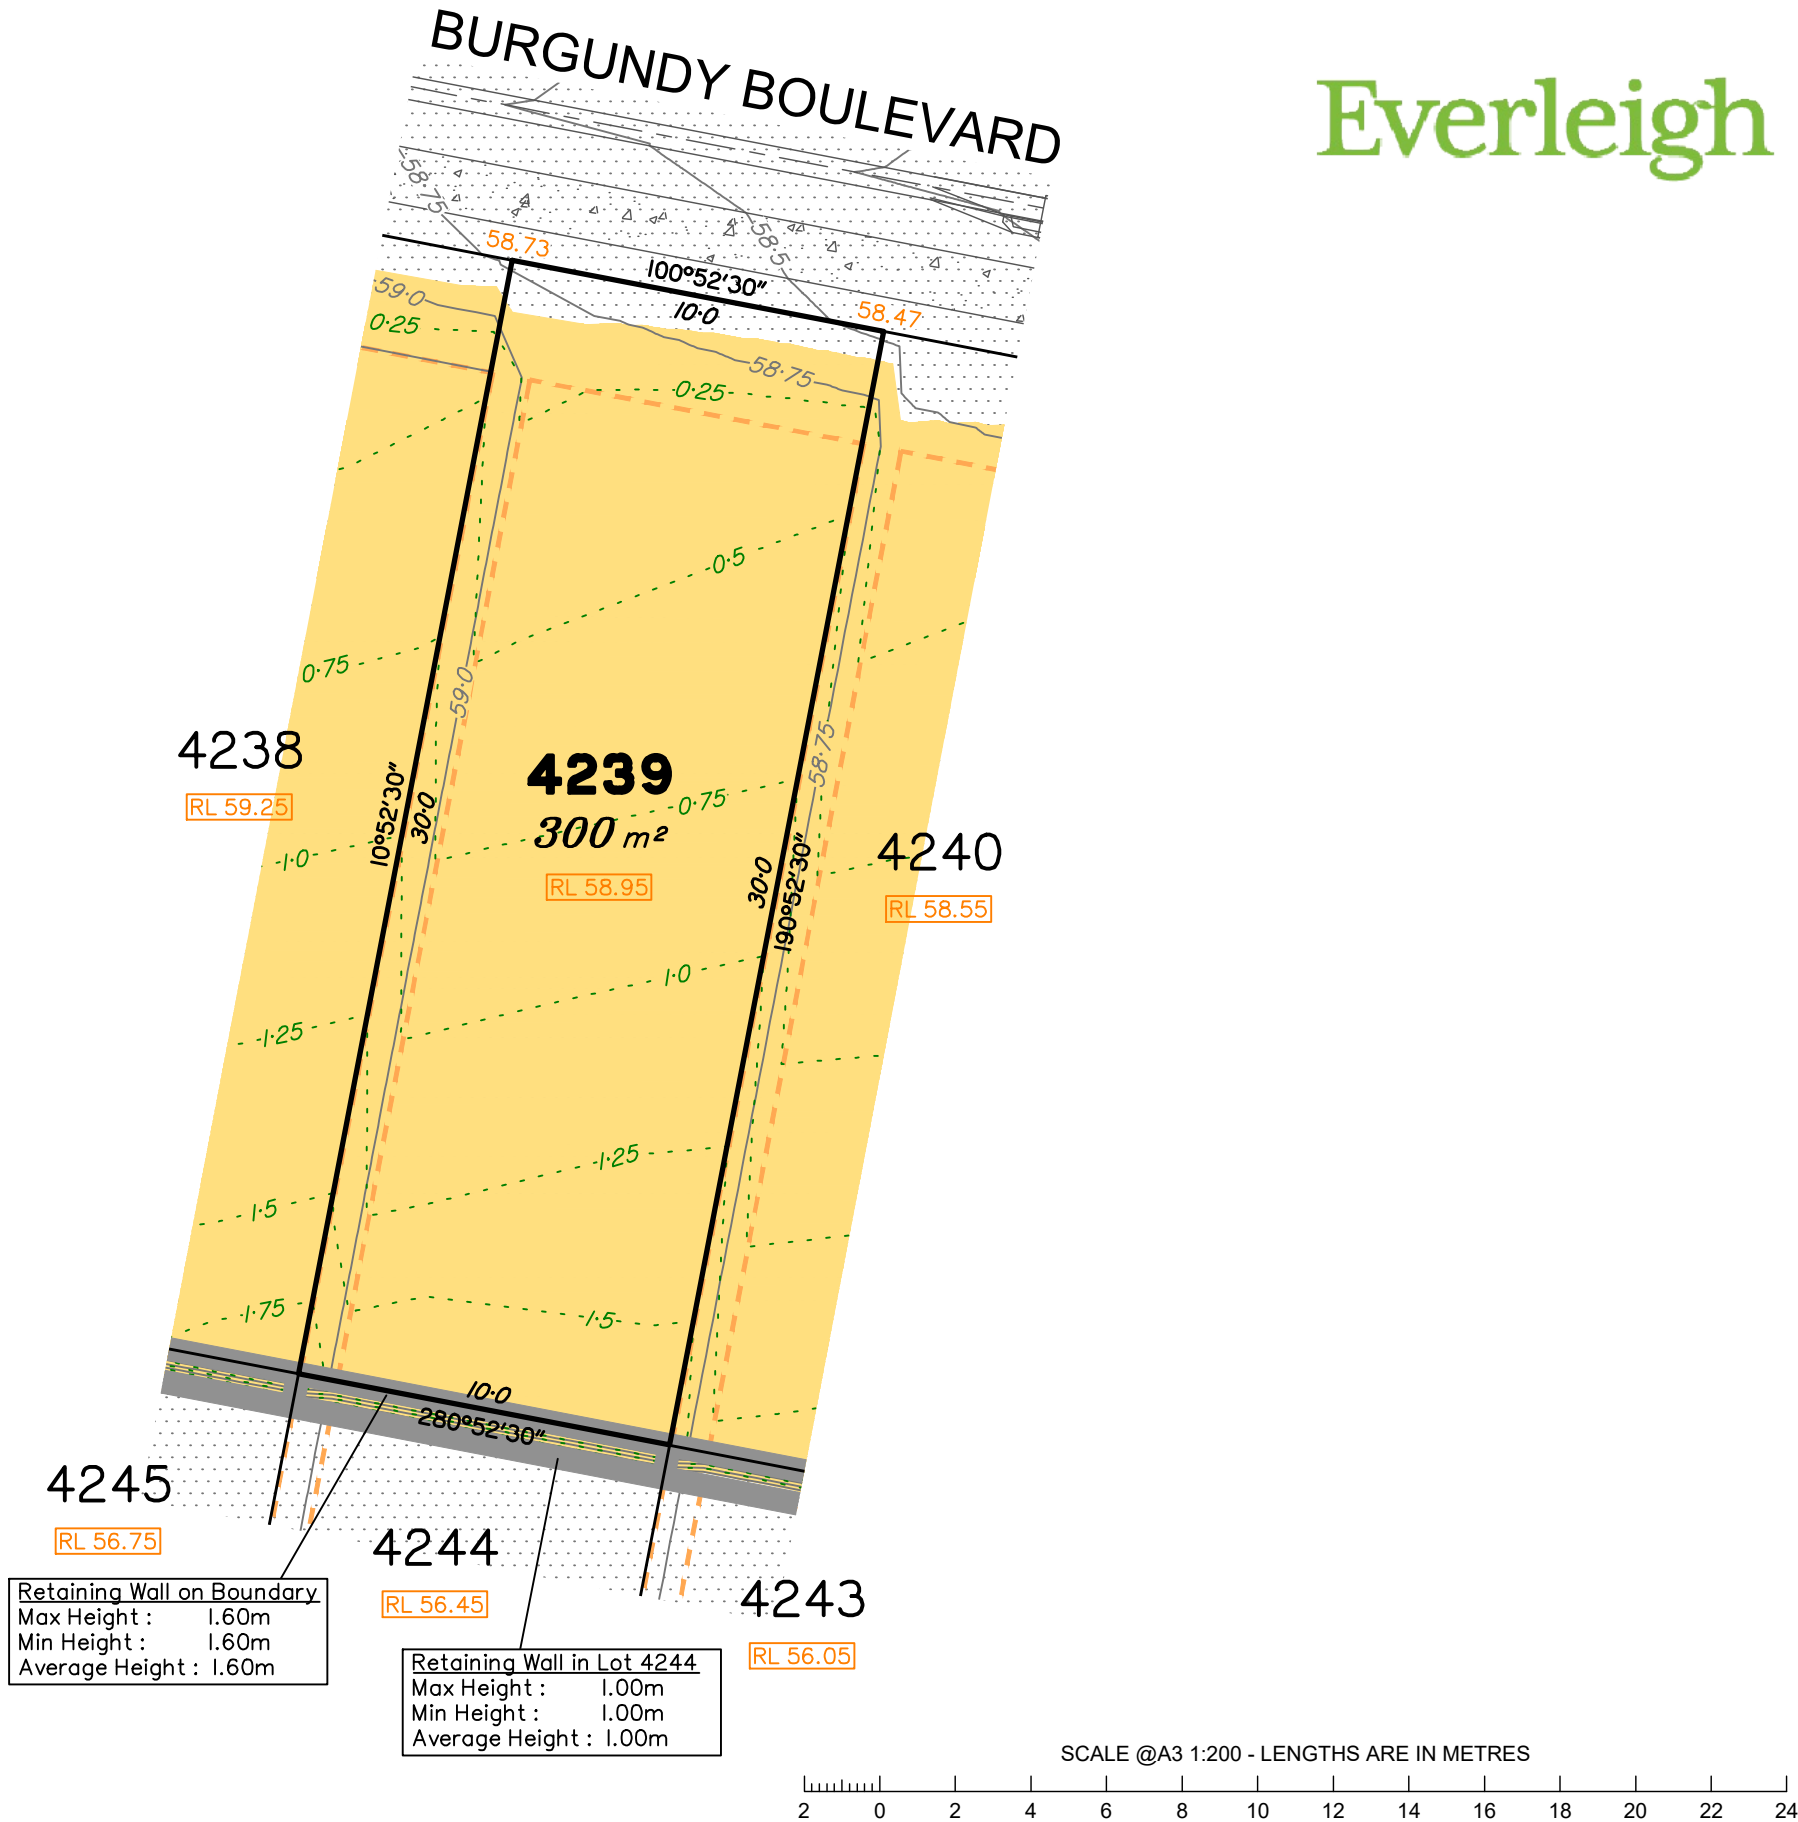 BURGUNDY BOULEVARD
Everleigh
58·75
58·5
58.73
100°52'30"
10·0
58.47
59·0
0·25
58·75
0·25
0·5
0·75
59·0
58·75
4238
RL 59.25
4239
300 m²
RL 58.95
0·75
10°52'30"
30·0
30·0
190°52'30"
4240
RL 58.55
1·0
1·0
1·25
1·25
1·5
1·75
1·5
10·0
280°52'30"
4245
RL 56.75
4244
RL 56.45
4243
RL 56.05
Retaining Wall on Boundary
Max Height : 1.60m
Min Height : 1.60m
Average Height : 1.60m
Retaining Wall in Lot 4244
Max Height : 1.00m
Min Height : 1.00m
Average Height : 1.00m
SCALE @A3 1:200 - LENGTHS ARE IN METRES
2 0 2 4 6 8 10 12 14 16 18 20 22 24